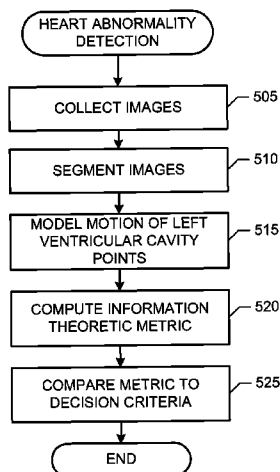 HEART ABNORMALITY
DETECTION
COLLECT IMAGES
505
SEGMENT IMAGES
510
MODEL MOTION OF LEFT
VENTRICULAR CAVITY
POINTS
515
COMPUTE INFORMATION
THEORETIC METRIC
520
COMPARE METRIC TO
DECISION CRITERIA
525
END